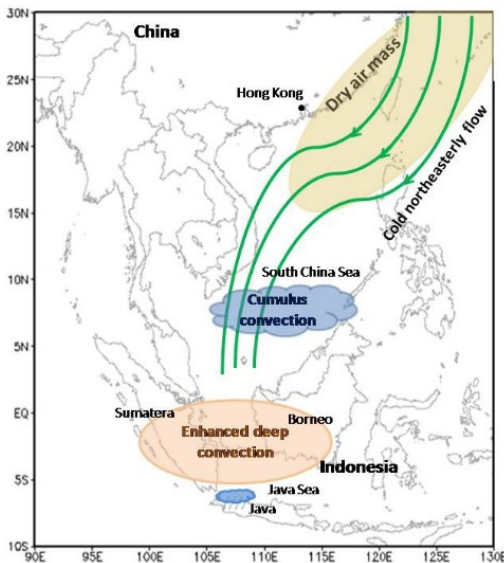 30N
China
25N
Dry air mass
Hong Kong
20N
Cold northeasterly flow
15N
South China Sea
10N
Cumulus
convection
5N
EQ
Sumatera
Borneo
Enhanced deep
convection
Indonesia
5S
Java Sea
Java
10S
90E 95E 100E 105E 110E 115E 120E 125E 130E